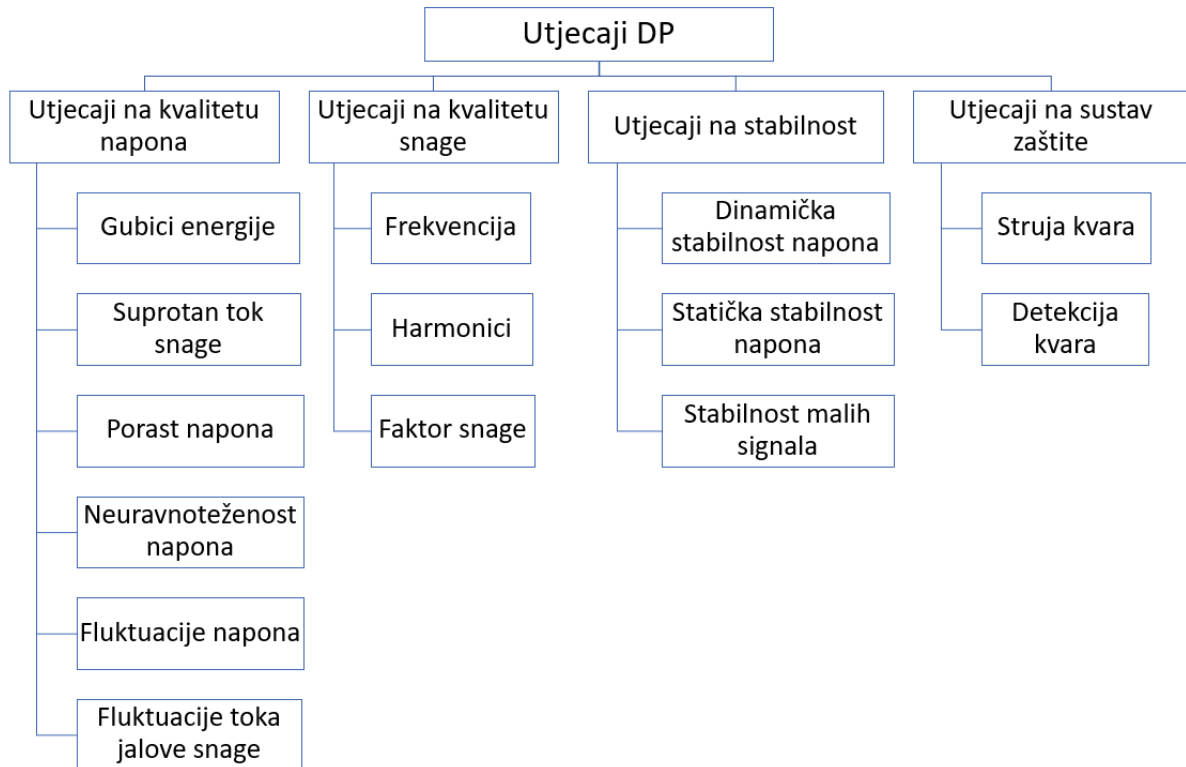 Utjecaji DP
Utjecaji na kvalitetu
napona
Gubici energije
Suprotan tok
snage
Porast napona
Neuravnoteženost
napona
Fluktuacije napona
Fluktuacije toka
jalove snage
Utjecaji na kvalitetu
snage
Frekvencija
Harmonici
Faktor snage
Utjecaji na stabilnost
Dinamička
stabilnost napona
Statička stabilnost
napona
Stabilnost malih
signala
Utjecaji na sustav
zaštite
Struja kvara
Detekcija
kvara